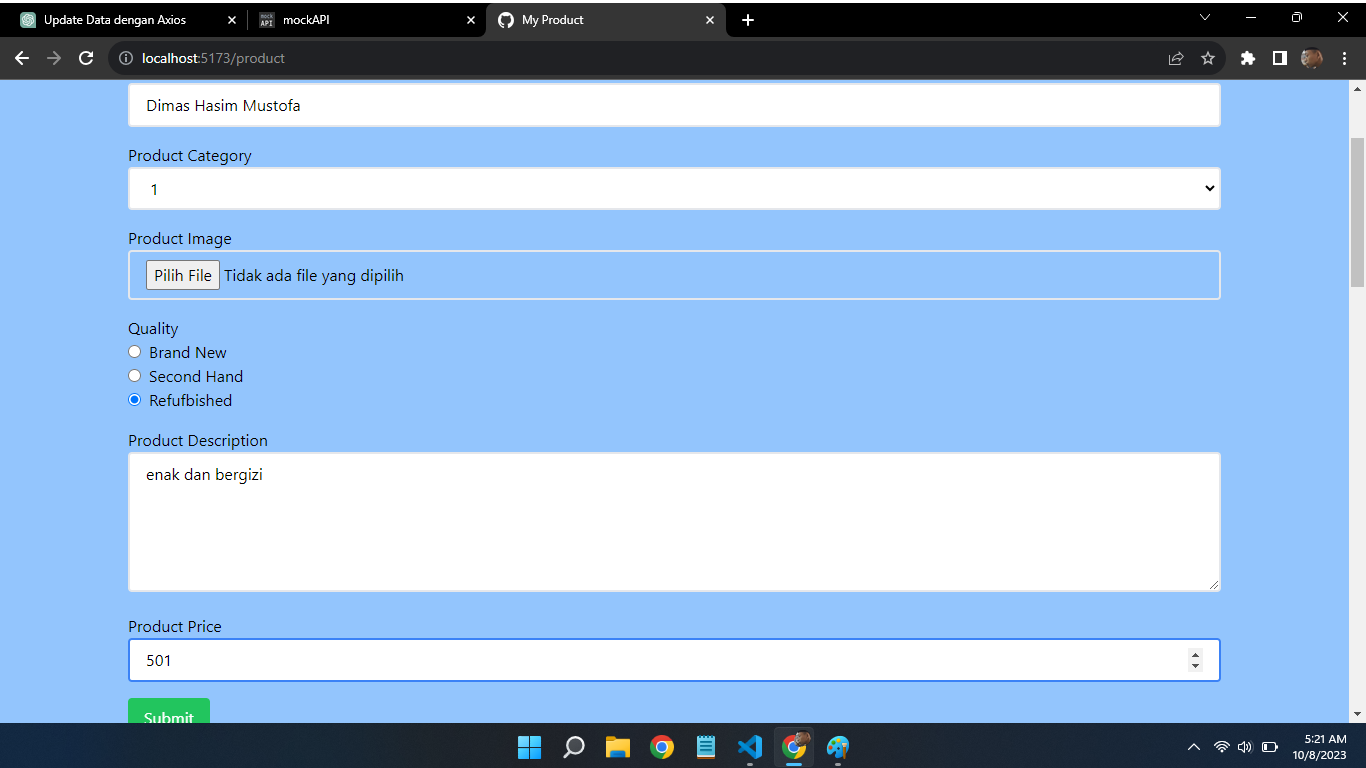 Update Data dengan Axios
mock API
mockAPI
My Product
localhost:5173/product
Dimas Hasim Mustofa
Product Category
1
Product Image
Pilih File Tidak ada file yang dipilih
Quality
Brand New
Second Hand
Refufbished
Product Description
enak dan bergizi
Product Price
501
Submit
5:21 AM
10/8/2023